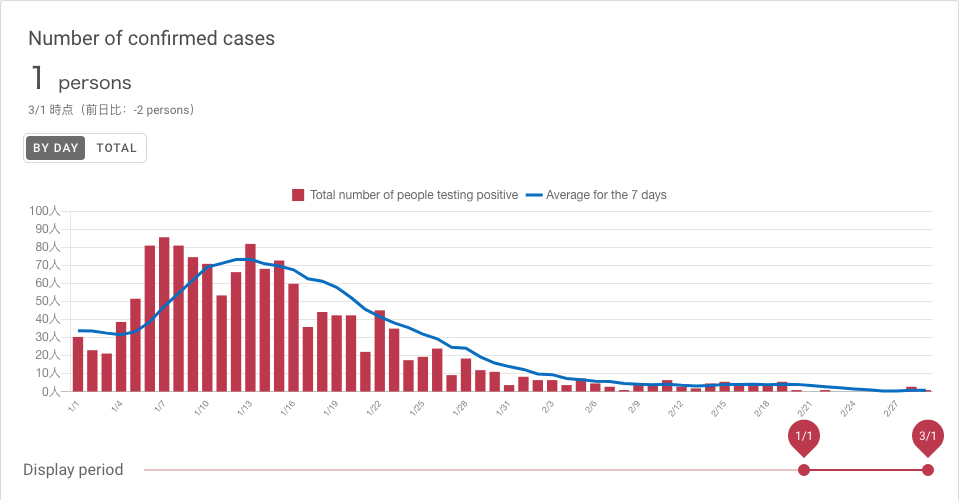 Number of confirmed cases
1 persons
3/1 時点（前日比：-2 persons）
BY DAY TOTAL
Total number of people testing positive Average for the 7 days
100人
90人
80人
70人
60人
50人
40人
30人
20人
10人
0人
1/1 1/4 1/7 1/10 1/13 1/16 1/19 1/22 1/25 1/28 1/31 2/3 2/6 2/9 2/12 2/15 2/18 2/21 2/24 2/27
1/1 3/1
Display period